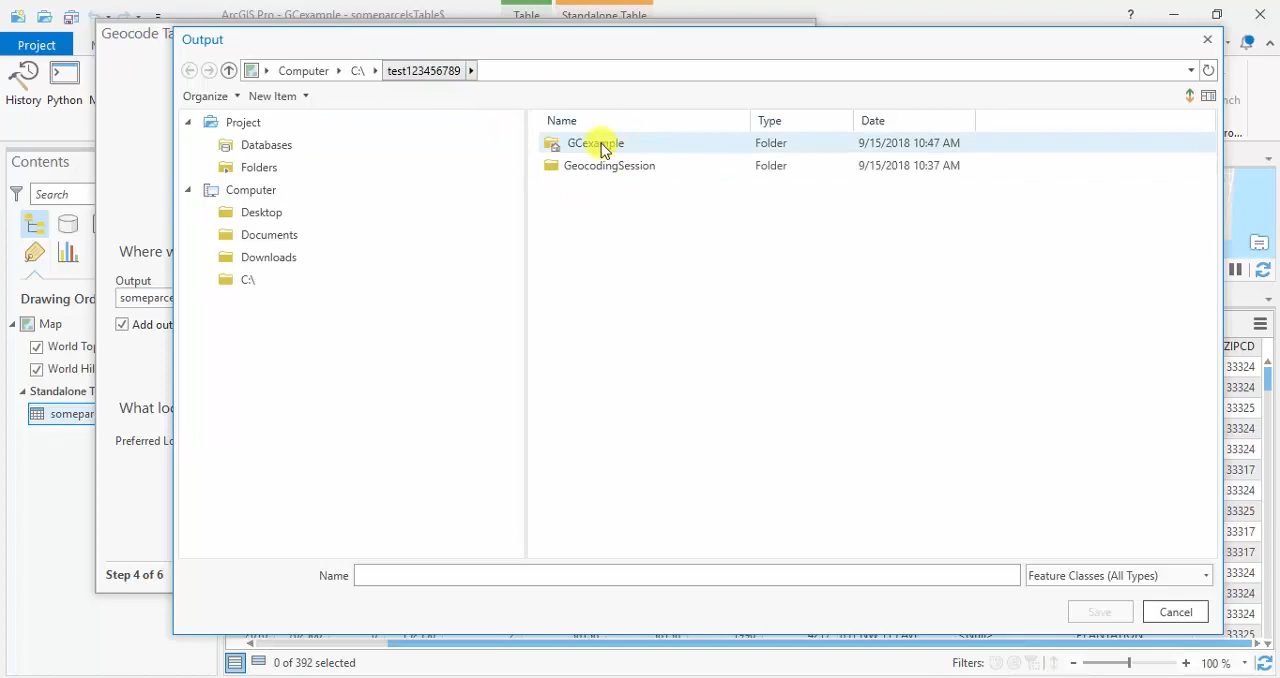 ArcGIS Pro - GCexample - someparcelsTable$
Table
Standalone Table
?
Project
Geocode Ta
Output
Computer
C:\
test123456789
History
Python
Organize
New Item
Project
Databases
Folders
Computer
Desktop
Documents
Downloads
C:\
Name
Type
Date
GCexample
Folder
9/15/2018 10:47 AM
GeocodingSession
Folder
9/15/2018 10:37 AM
Contents
Search
Drawing Ord
Map
World Top
World Hil
Standalone T
somepar
Where w
Output
someparce
Add out
What loc
Preferred Lo
Step 4 of 6
Name
Feature Classes (All Types)
Save
Cancel
ZIPCD
33324
33324
33325
33324
33324
33317
33324
33325
33317
33317
33324
33324
33324
33325
0 of 392 selected
Filters:
- + 100 %